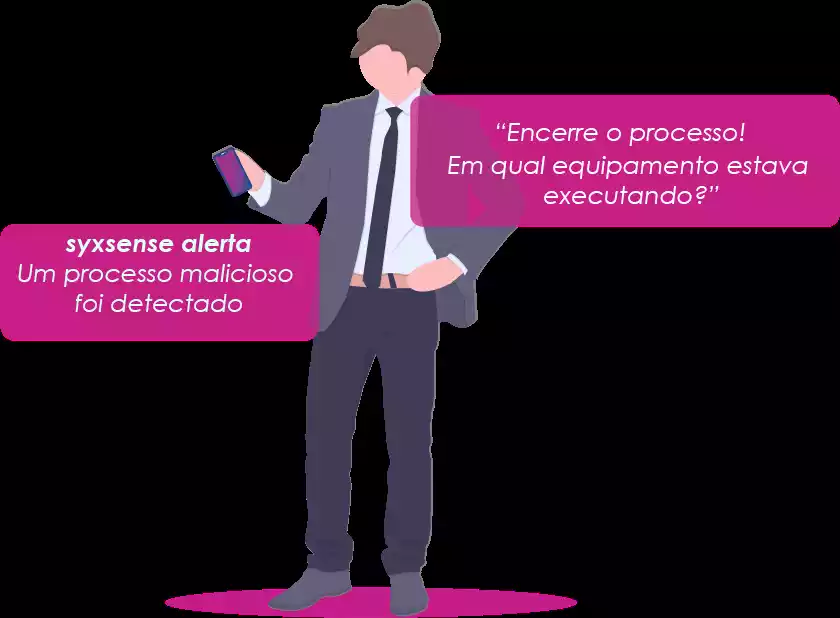 “Encerre o processo!
Em qual equipamento estava
executando?”
syxsense alerta
Um processo malicioso
foi detectado